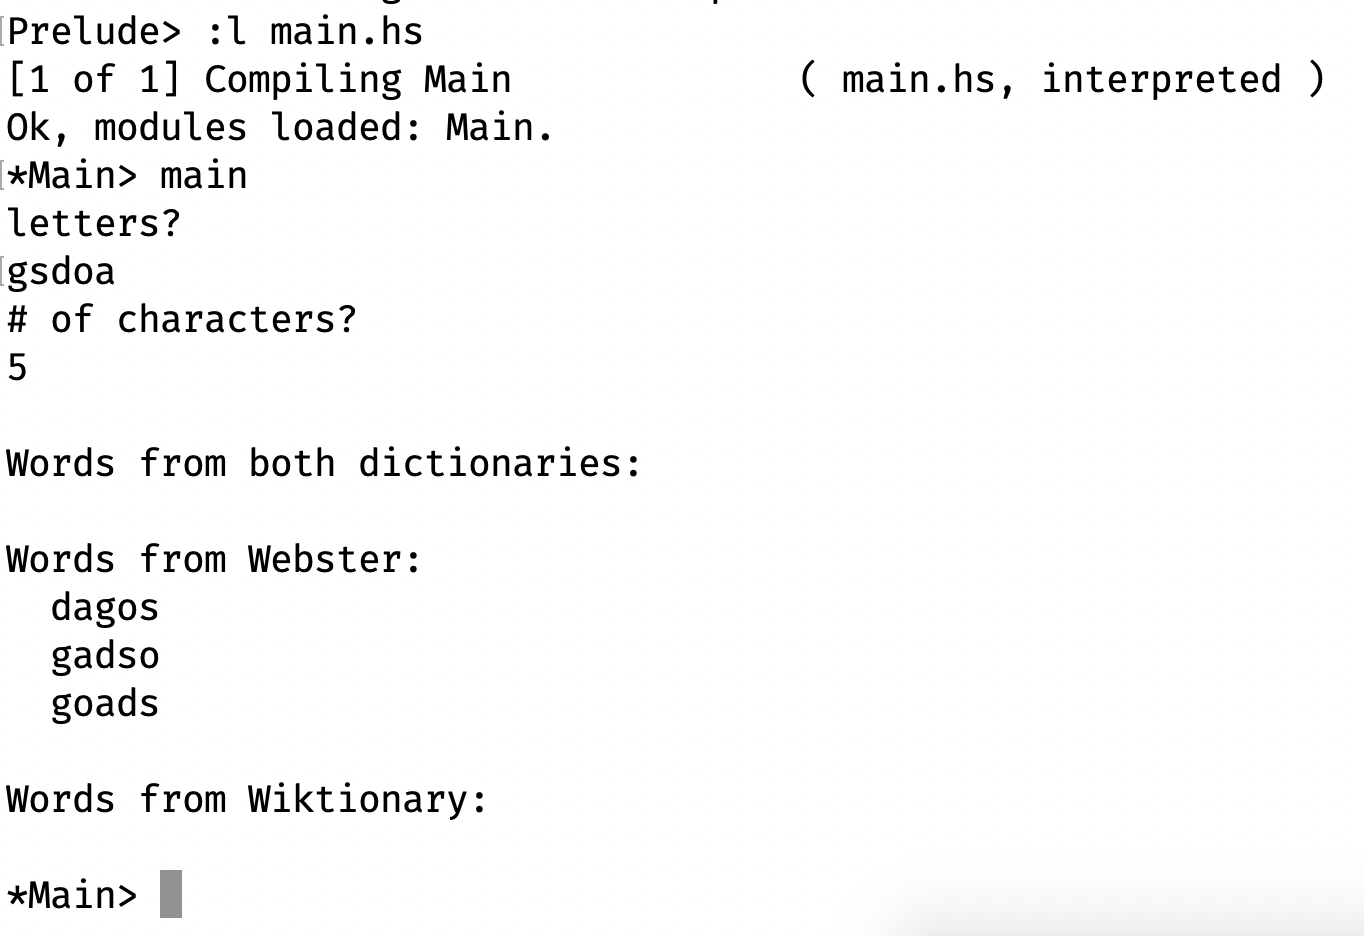 Prelude> :l main.hs
[1 of 1] Compiling Main             ( main.hs, interpreted )
Ok, modules loaded: Main.
*Main> main
letters?
gsdoa
# of characters?
5
Words from both dictionaries:
Words from Webster:
  dagos
  gadso
  goads
Words from Wiktionary:
*Main>